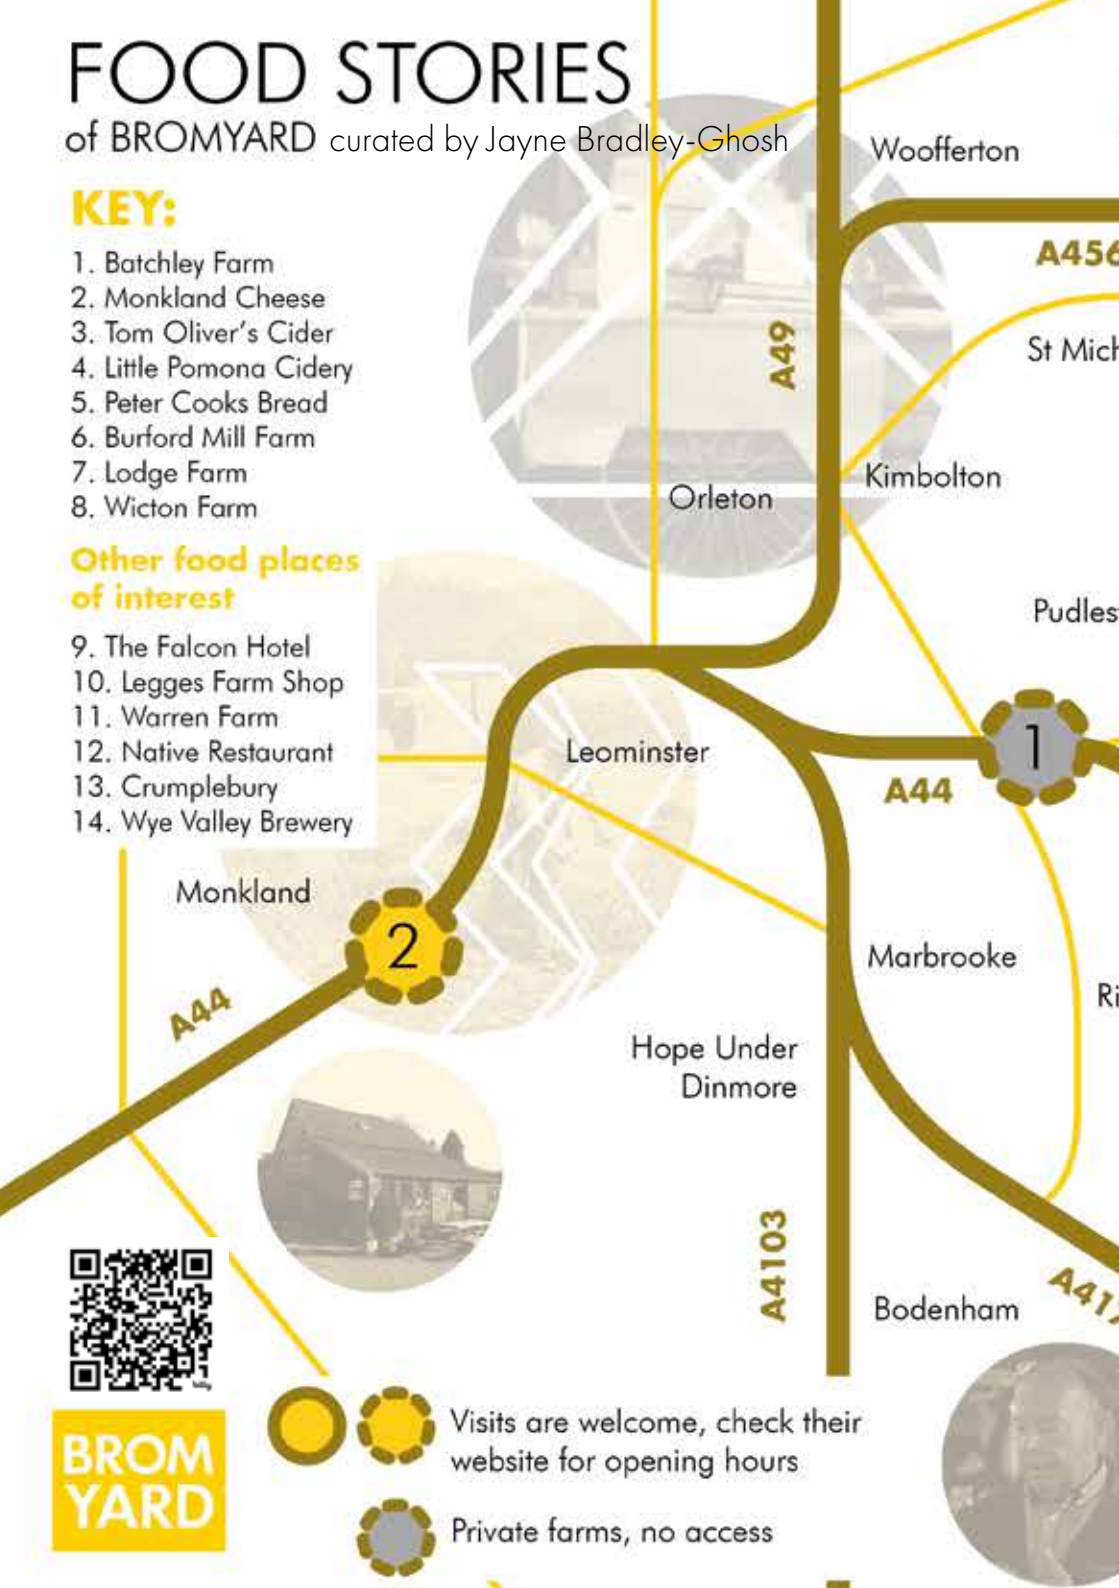 FOOD STORIES
of BROMYARD curated by Jayne Bradley-Ghosh
KEY:
1. Batchley Farm
2. Monkland Cheese
3. Tom Oliver's Cider
4. Little Pomona Cidery
5. Peter Cooks Bread
6. Burford Mill Farm
7. Lodge Farm
8. Wicton Farm
Other food places
of interest
9. The Falcon Hotel
10. Legges Farm Shop
11. Warren Farm
12. Native Restaurant
13. Crumplebury
14. Wye Valley Brewery
Woofferton
A456
A49
St Mich
Kimbolton
Orleton
Pudles
1
Leominster
A44
Monkland
2
A44
Marbrooke
Ri
Hope Under
Dinmore
A4103
A417
Bodenham
BROM
YARD
Visits are welcome, check their
website for opening hours
Private farms, no access